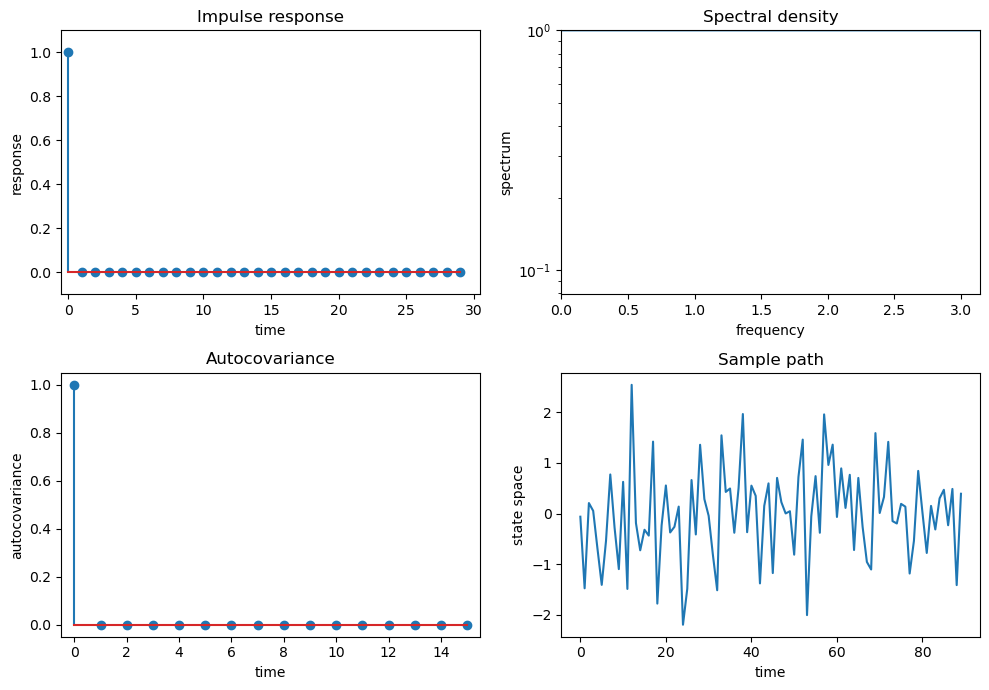 Impulse response
1.0
0.8
0.6
0.4
0.2
0.0
response
0 5 10 15 20 25 30
time
Spectral density
10⁰
10⁻¹
spectrum
0.0 0.5 1.0 1.5 2.0 2.5 3.0
frequency
Autocovariance
1.0
0.8
0.6
0.4
0.2
0.0
autocovariance
0 2 4 6 8 10 12 14
time
Sample path
2
1
0
−1
−2
state space
0 20 40 60 80
time